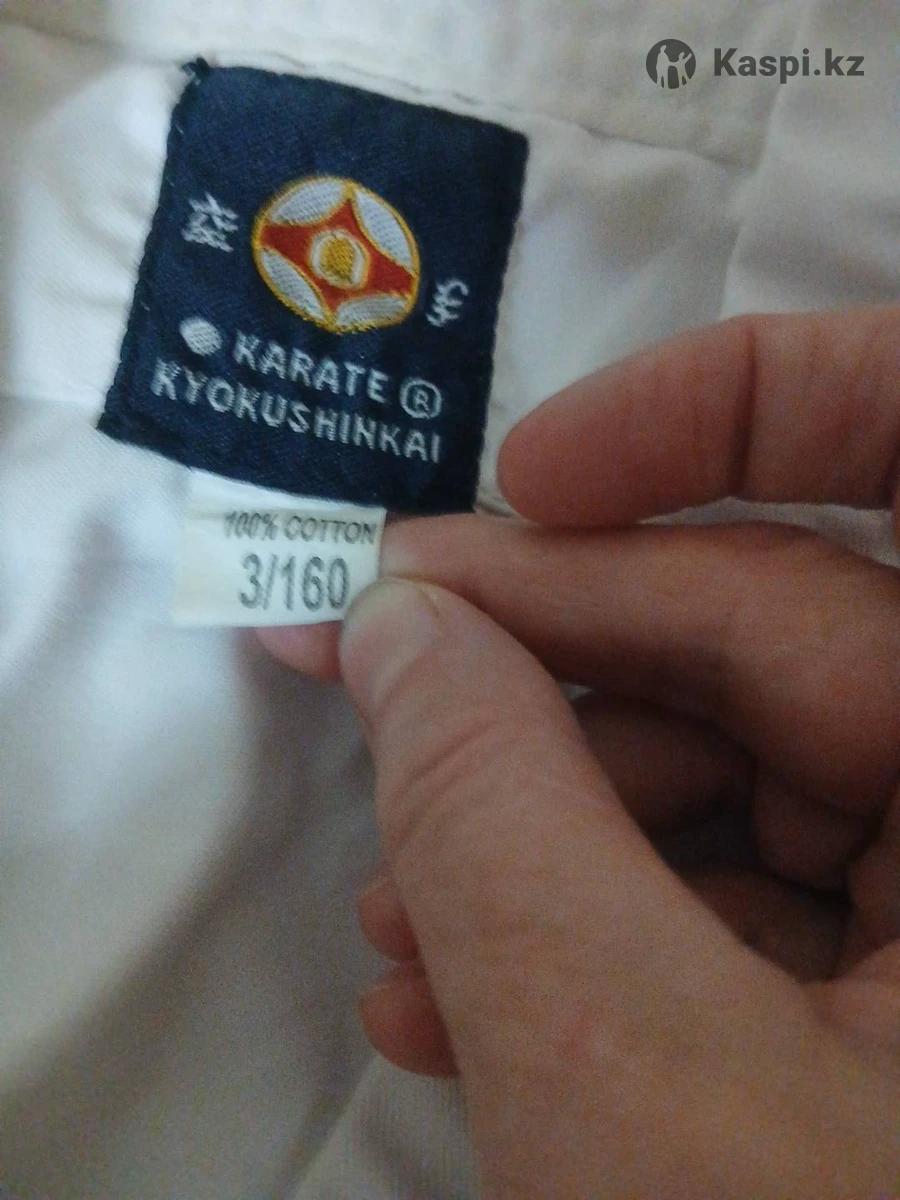 Kaspi.kz
KARATE ®
KYOKUSHINKAI
100% COTTON
3/160